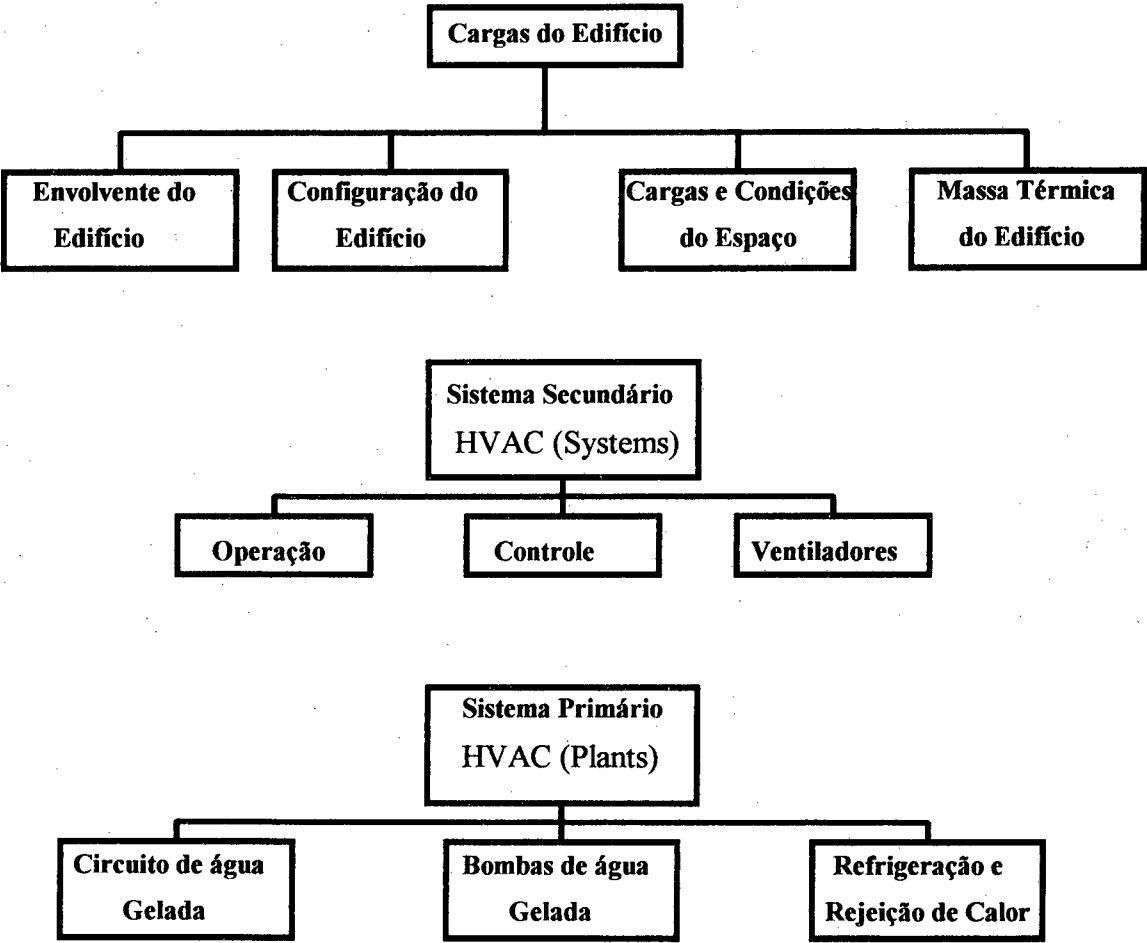 Cargas do Edifício
Envolvente do
Edifício
Configuração do
Edifício
Cargas e Condições
do Espaço
Massa Térmica
do Edifício
Sistema Secundário
HVAC (Systems)
Operação
Controle
Ventiladores
Sistema Primário
HVAC (Plants)
Circuito de água
Gelada
Bombas de água
Gelada
Refrigeração e
Rejeição de Calor